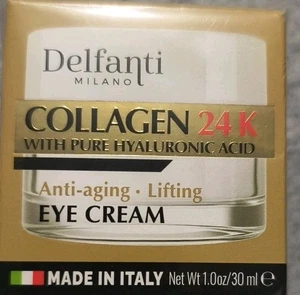 Delfanti
MILANO
COLLAGEN 24K
WITH PURE HYALURONIC ACID
Anti-aging · Lifting
EYE CREAM
MADE IN ITALY Net Wt 1.0oz/30 ml ℮